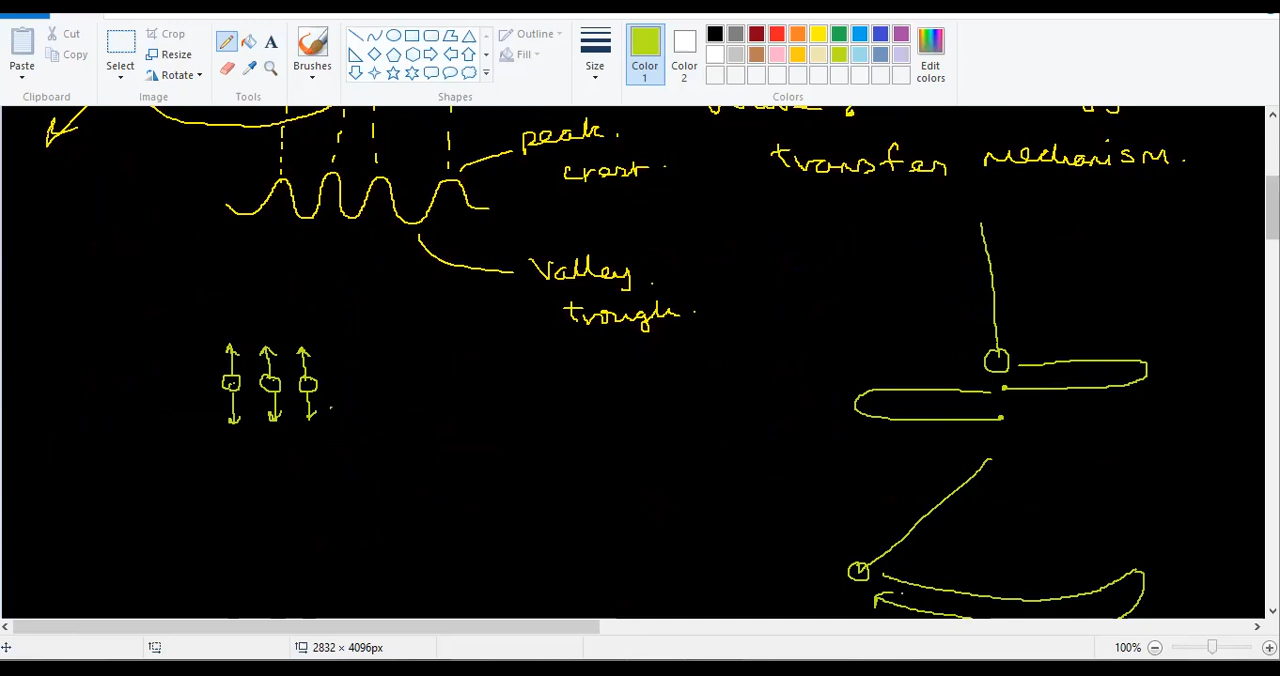 Cut
Copy
Paste
Clipboard
Select
Crop
Resize
Rotate
Image
A
Tools
Brushes
Outline
Fill
Shapes
Size
Color
1
Color
2
Edit
colors
Colors
peak.
crest.
transfer mechanism.
Valley.
trough.
2832 × 4096px
100%